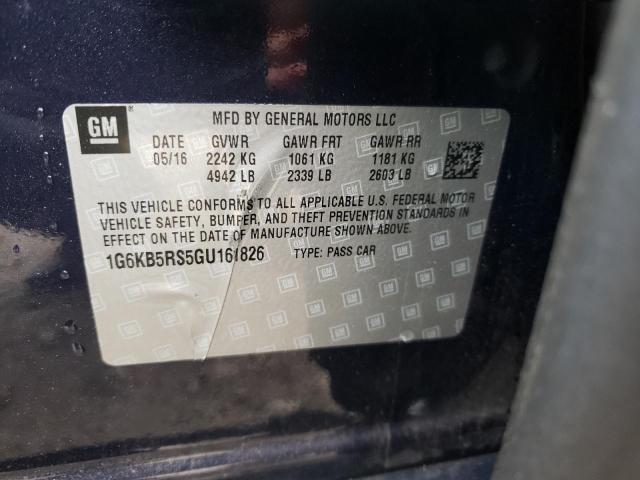 GM
MFD BY GENERAL MOTORS LLC
DATE GVWR GAWR FRT GAWR RR
05/16 2242 KG 1061 KG 1181 KG
4942 LB 2339 LB 2603 LB
THIS VEHICLE CONFORMS TO ALL APPLICABLE U.S. FEDERAL MOTOR
VEHICLE SAFETY, BUMPER, AND THEFT PREVENTION STANDARDS IN
EFFECT ON THE DATE OF MANUFACTURE SHOWN ABOVE.
1G6KB5RS5GU161826 TYPE: PASS CAR